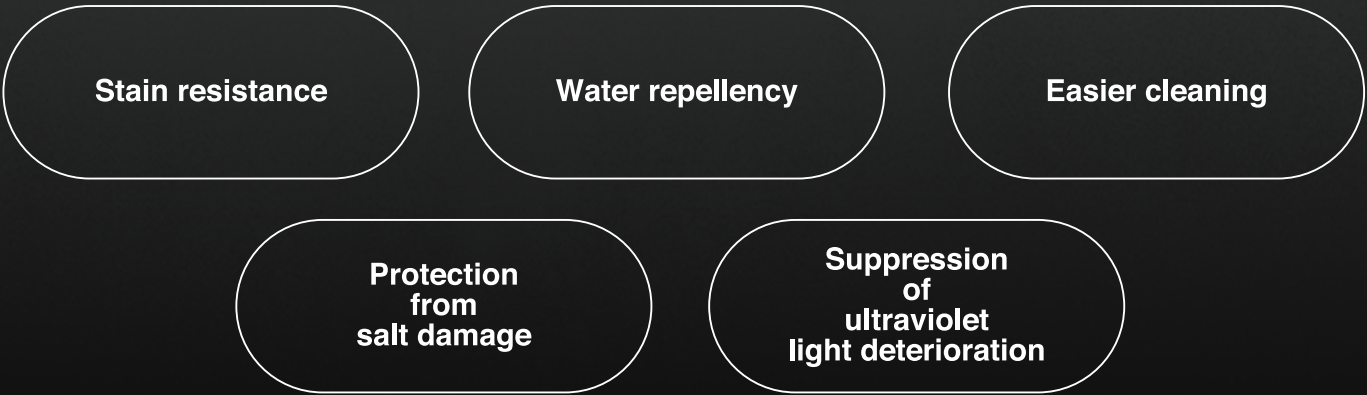 Stain resistance
Water repellency
Easier cleaning
Protection
from
salt damage
Suppression
of
ultraviolet
light deterioration